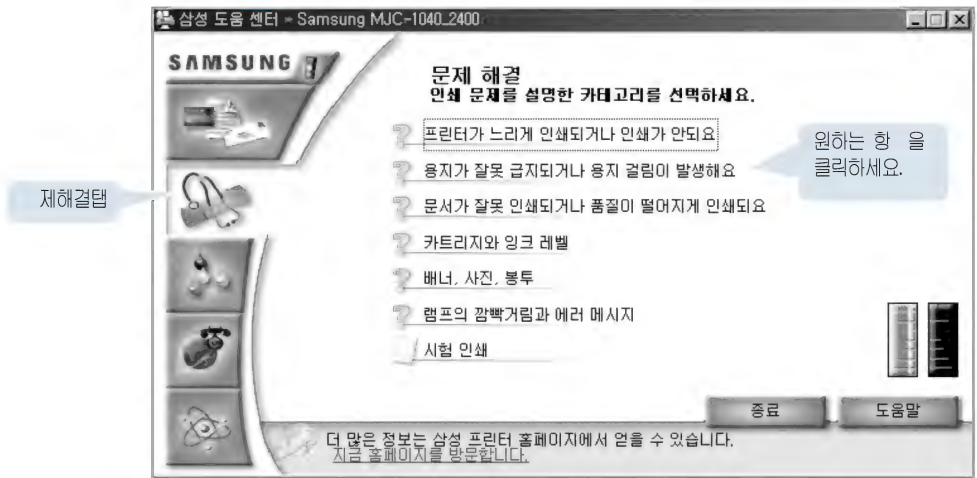 삼성 도움 센터 - Samsung MJC-1040_2400
SAMSUNG
문제 해결
인쇄 문제를 설명한 카테고리를 선택하세요.
프린터가 느리게 인쇄되거나 인쇄가 안되요
용지가 잘못 급지되거나 용지 걸림이 발생해요
문서가 잘못 인쇄되거나 품질이 떨어지게 인쇄되요
카트리지와 잉크 레벨
배너, 사진, 봉투
램프의 깜빡거림과 에러 메시지
시험 인쇄
원하는 항 을
클릭하세요.
제해결탭
종료
도움말
더 많은 정보는 삼성 프린터 홈페이지에서 얻을 수 있습니다.
지금 홈페이지를 방문합니다.